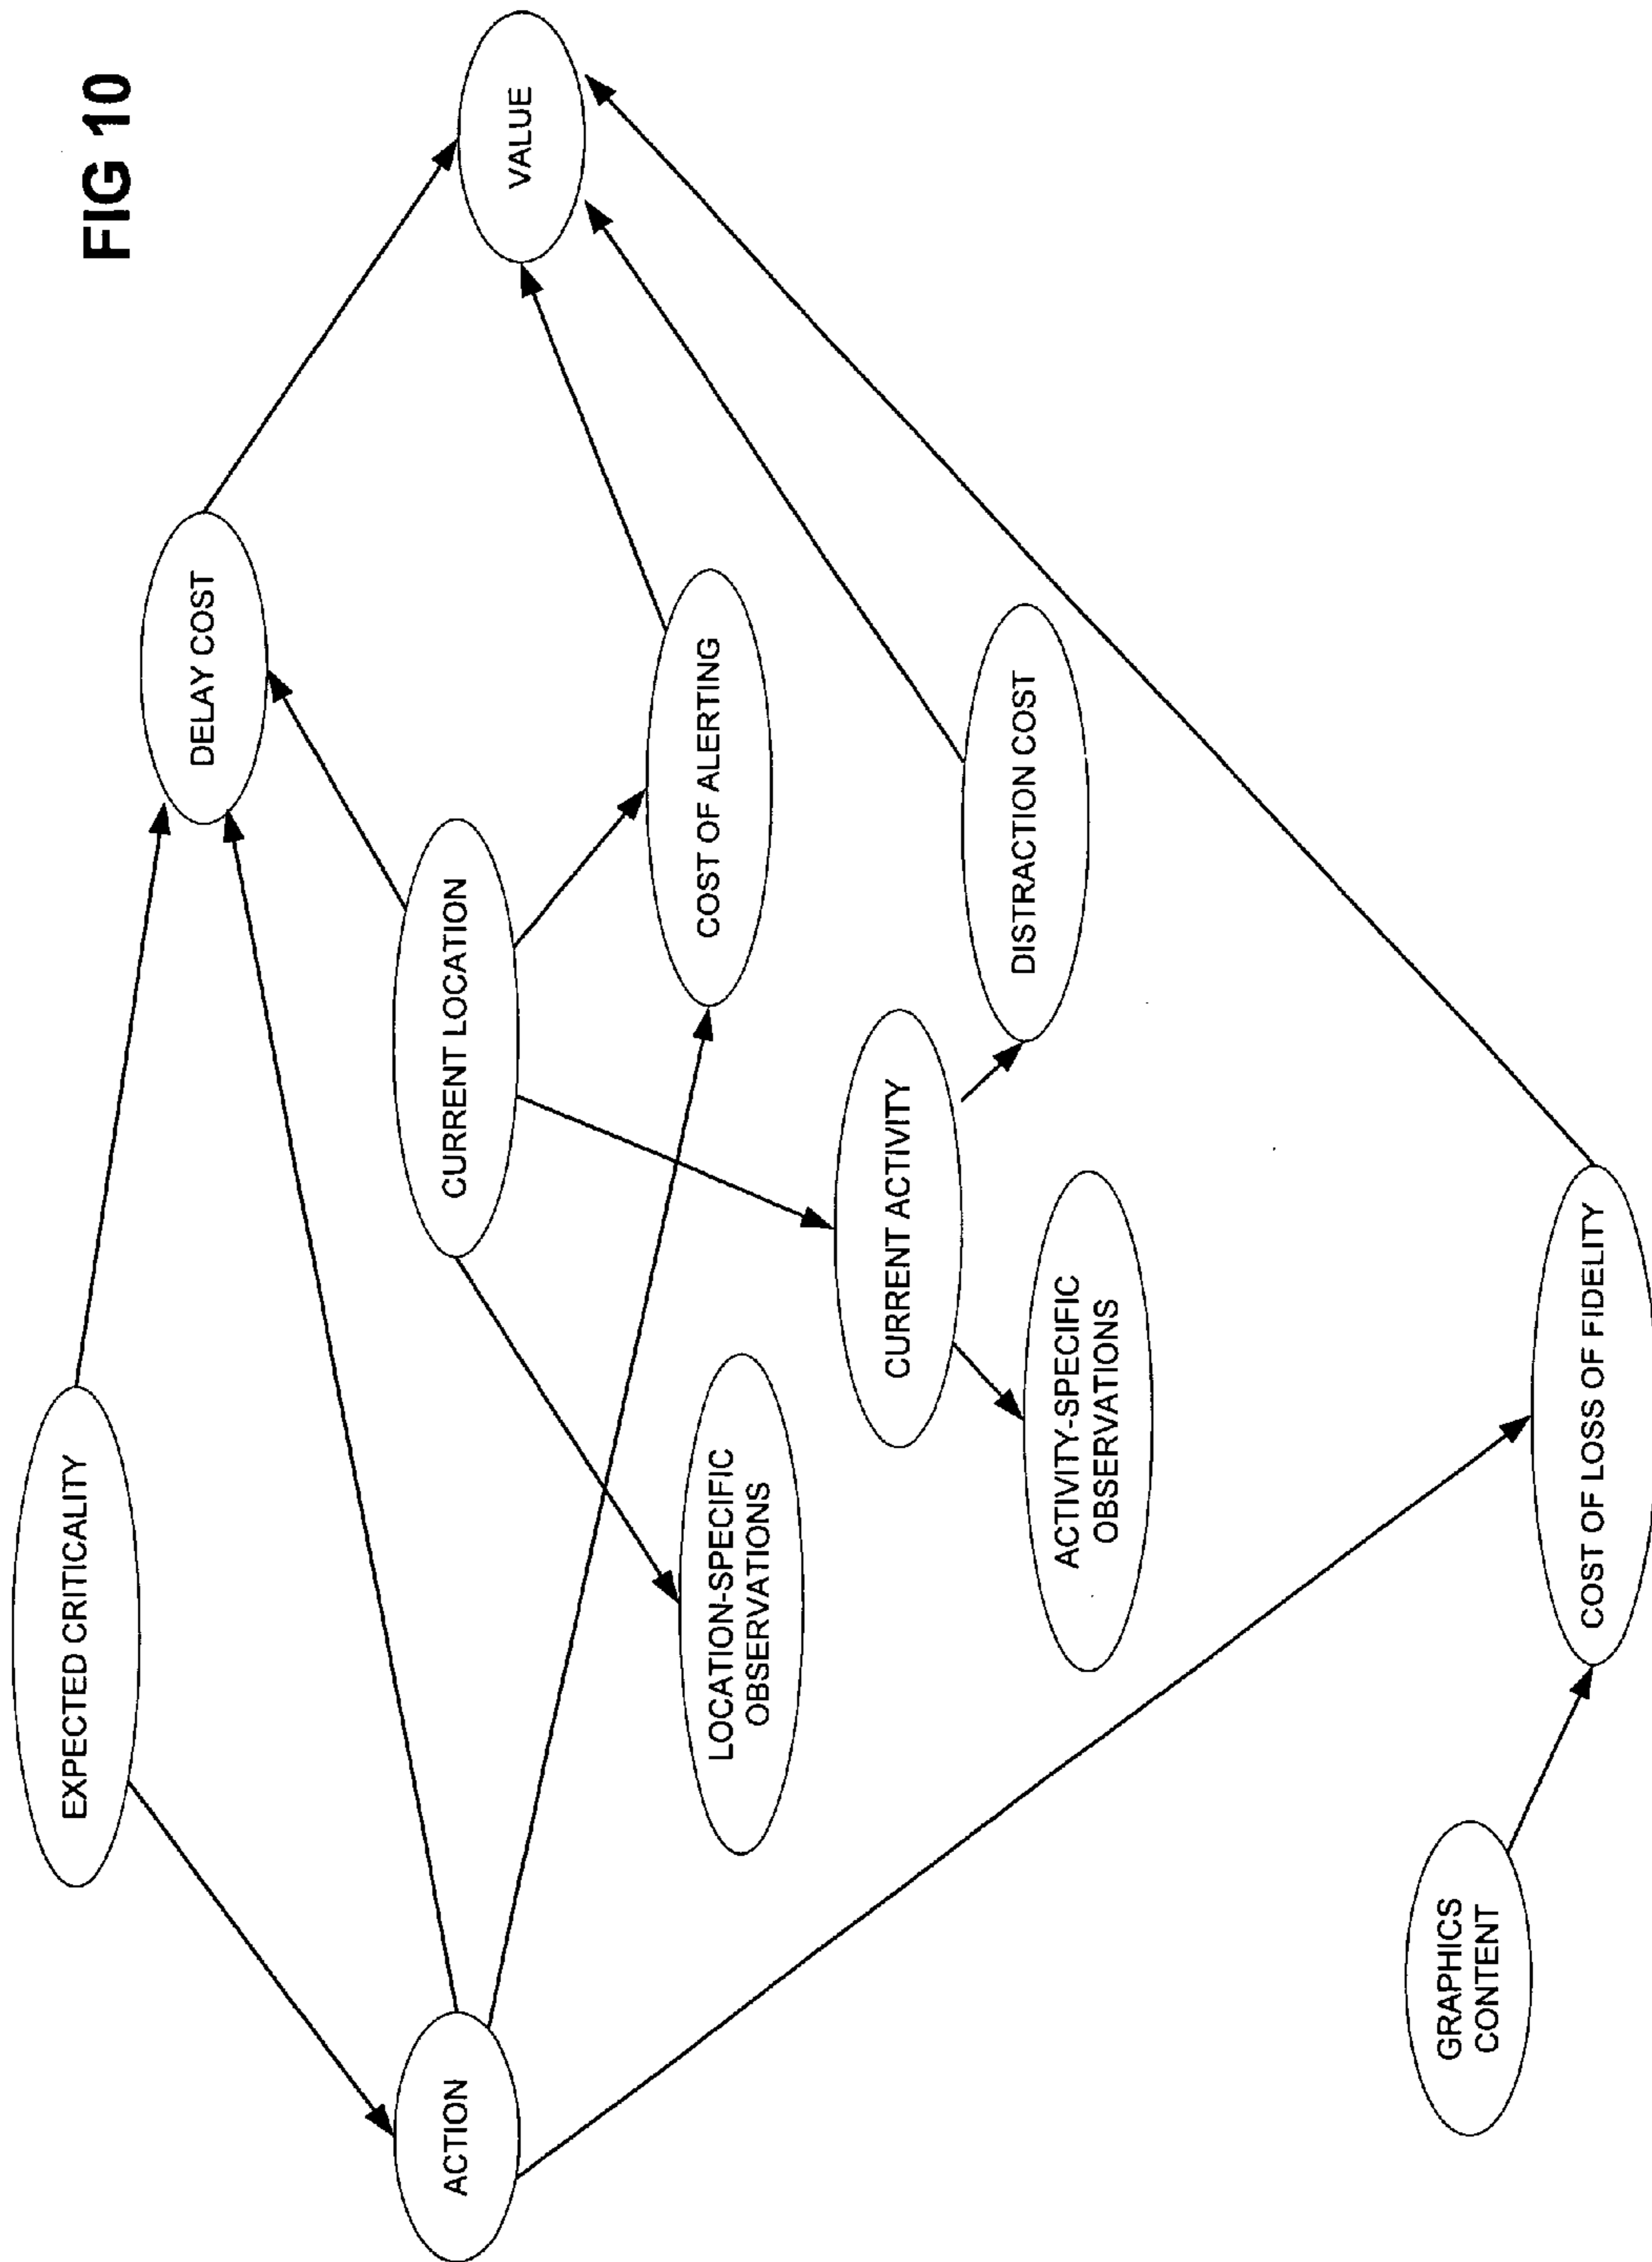 FIG 10
EXPECTED CRITICALITY
DELAY COST
ACTION
CURRENT LOCATION
VALUE
LOCATION-SPECIFIC
OBSERVATIONS
COST OF ALERTING
CURRENT ACTIVITY
ACTIVITY-SPECIFIC
OBSERVATIONS
DISTRACTION COST
GRAPHICS
CONTENT
COST OF LOSS OF FIDELITY